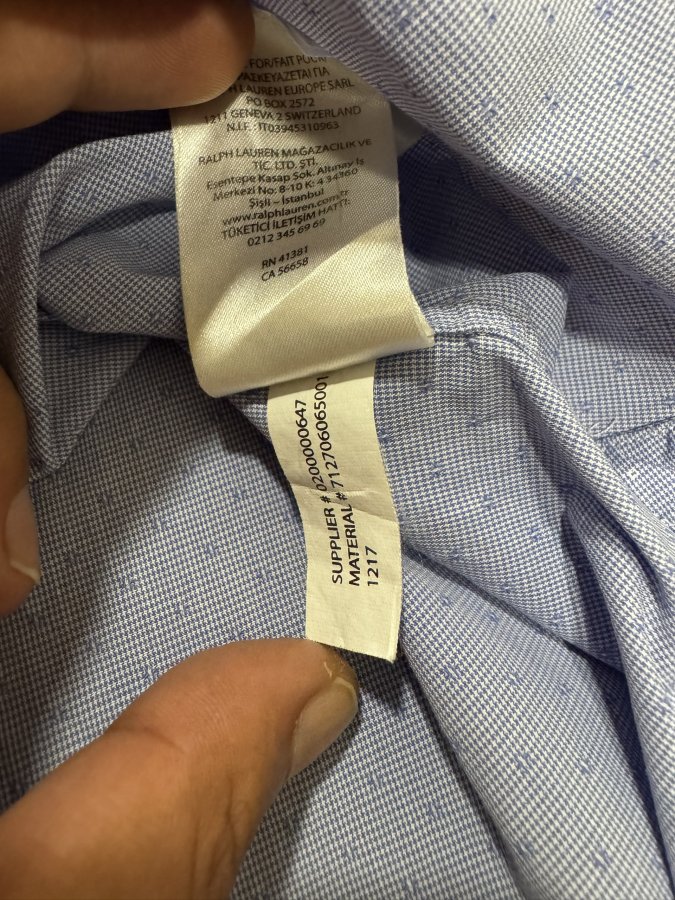 FOR/FAIT POUR
ΡΑΣΚΕΥΑΖΕΤΑΙ ΓΙΑ
H LAUREN EUROPE SARL
PO BOX 2572
1211 GENEVA 2 SWITZERLAND
N.I.F. :IT03945310963
RALPH LAUREN MAGAZACILIK VE
TİC. LTD. ŞTİ.
Esentepe Kasap Sok. Altınay İş
Merkezi No: 8-10 K: 4 34360
Şişli – İstanbul
www.ralphlauren.com.tr
TÜKETİCİ İLETİŞİM HATTI:
0212 345 69 69
RN 41381
CA 56658
SUPPLIER # 0200000647
MATERIAL # 712706065001
1217